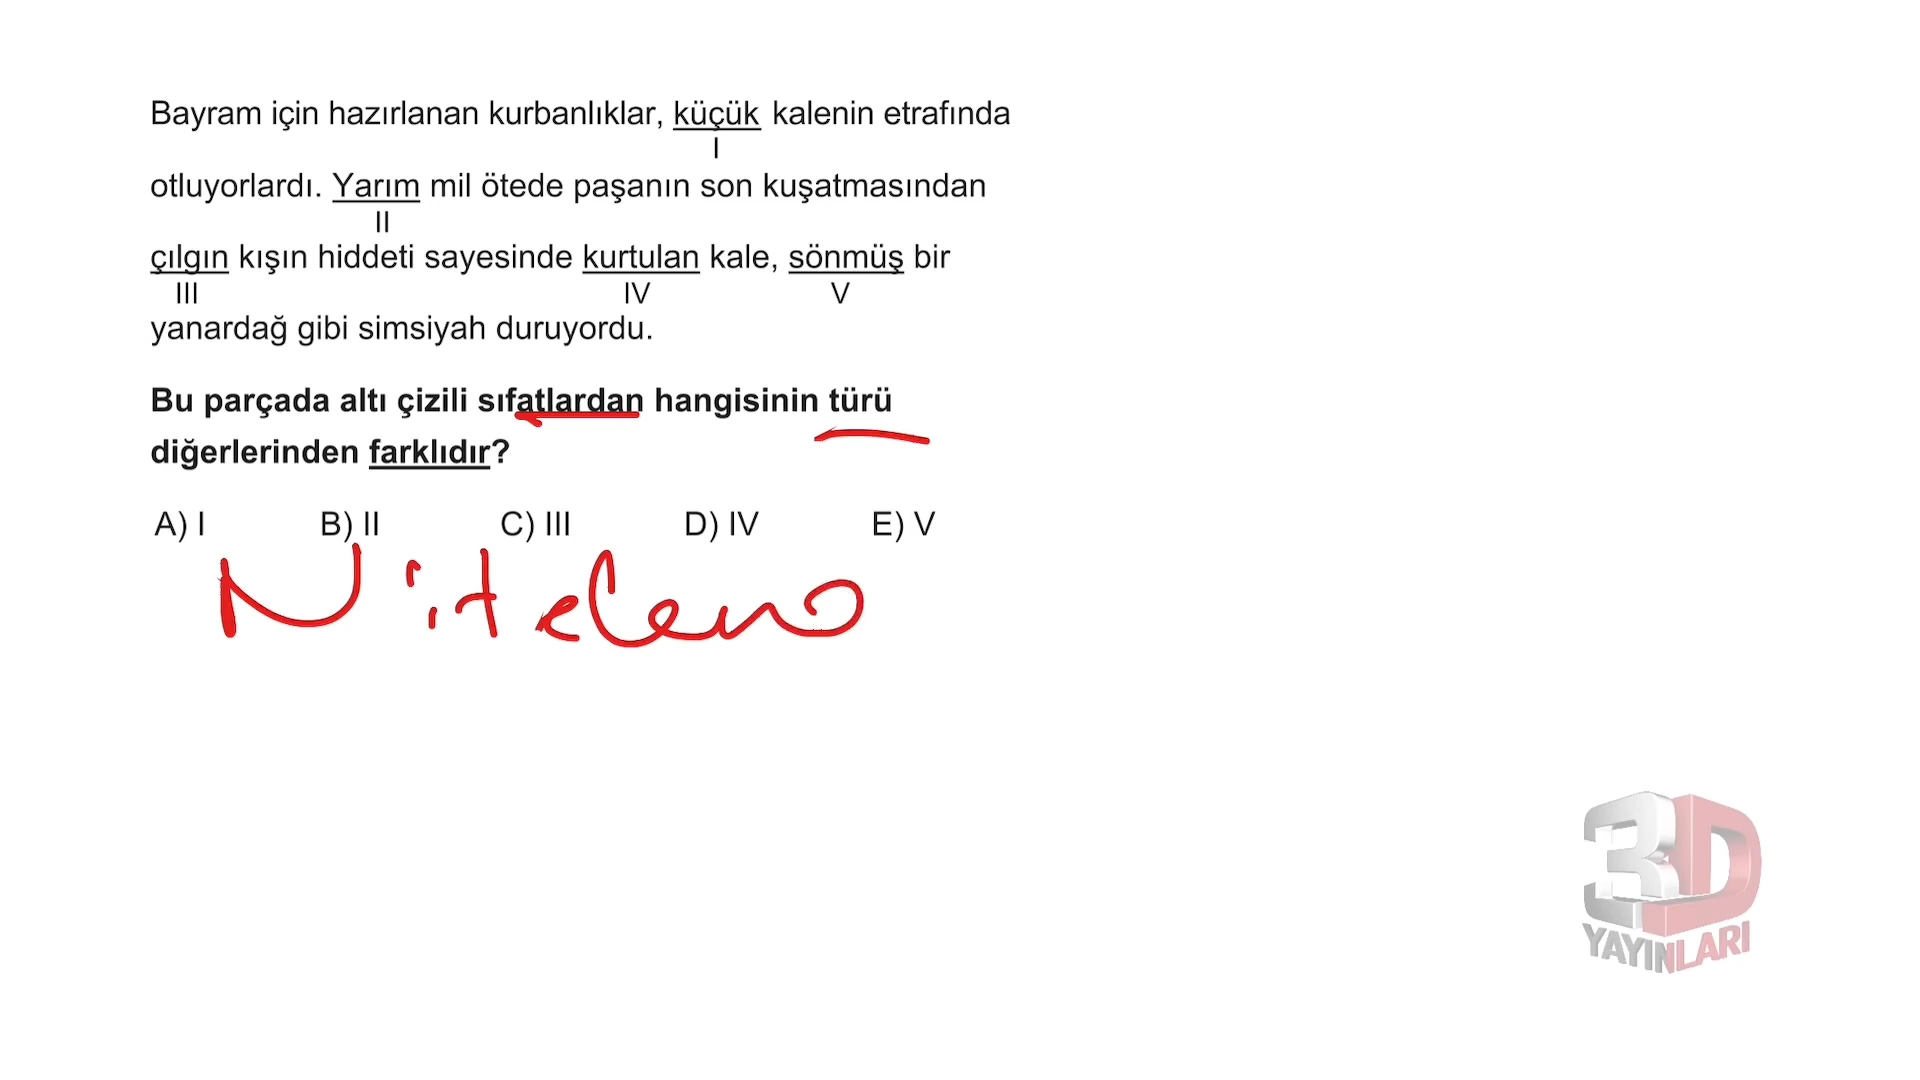 Bayram için hazırlanan kurbanlıklar, küçük kalenin etrafında
I
otluyorlardı. Yarım mil ötede paşanın son kuşatmasından
II
çılgın kışın hiddeti sayesinde kurtulan kale, sönmüş bir
III IV V
yanardağ gibi simsiyah duruyordu.
Bu parçada altı çizili sıfatlardan hangisinin türü
diğerlerinden farklıdır?
A) I B) II C) III D) IV E) V
Niteleno
3D
YAYINLARI